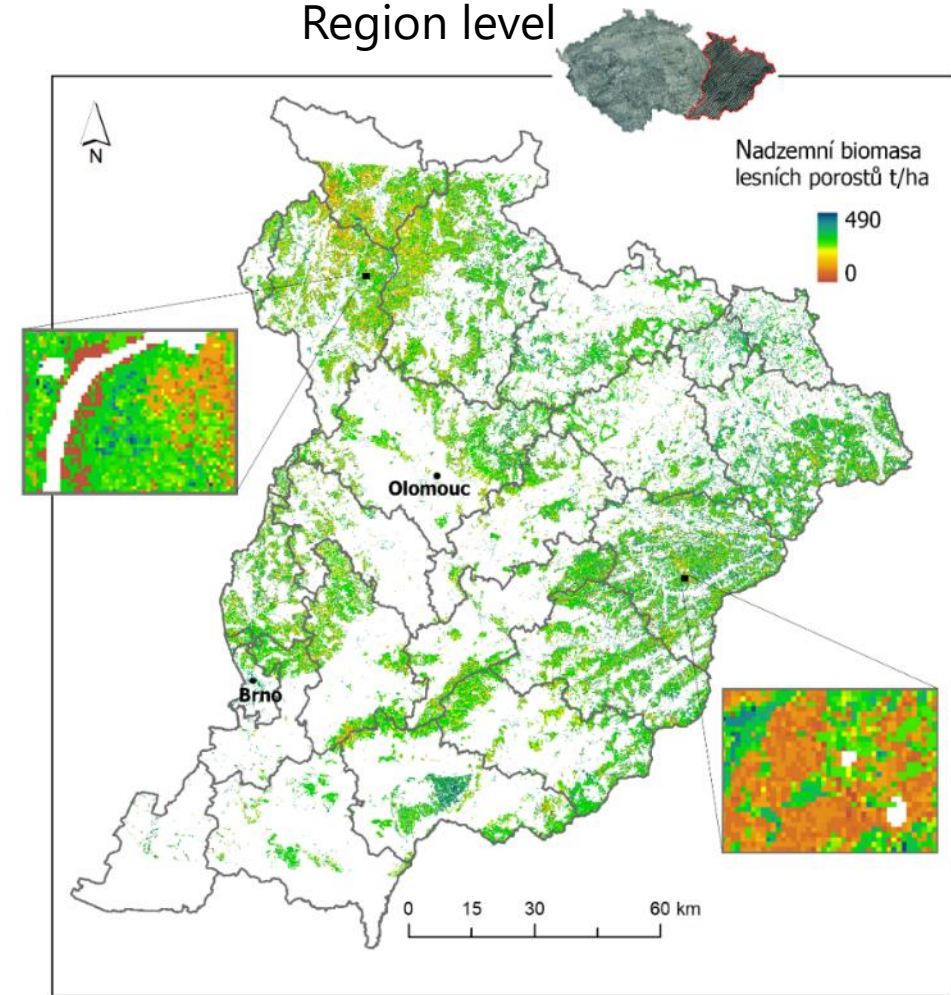 Region level
N
Nadzemní biomasa
lesních porostů t/ha
490
0
Olomouc
Brno
0 15 30 60 km